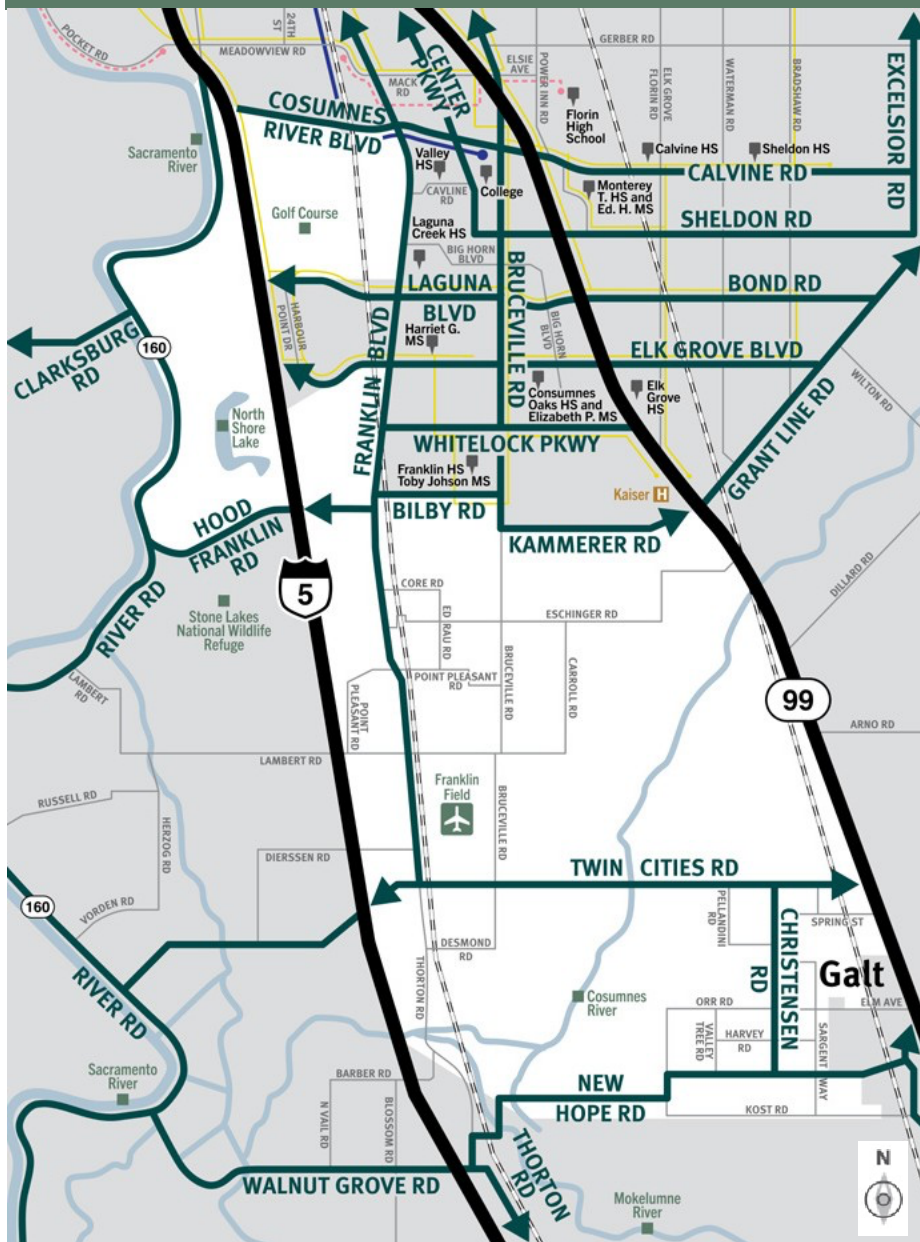 POCKET RD
24TH
ST
MEADOWVIEW RD
MACK
RD
CENTER
PKWY
ELSIE
AVE
POWER INN RD
GERBER RD
ELK GROVE
FLORIN RD
WATERMAN RD
BRADSHAW RD
EXCELSIOR
RD
COSUMNES
RIVER BLVD
Florin
High
School
Sacramento
River
Valley
HS
CAVLINE
RD
College
Calvine HS
Sheldon HS
CALVINE RD
Monterey
T. HS and
Ed. H. MS
SHELDON RD
Golf Course
Laguna
Creek HS
BIG HORN
BLVD
LAGUNA
BLVD
BRUCEVILLE RD
BIG HORN
BLVD
BOND RD
HARBOUR
POINT DR
Harriet G.
MS
FRANKLIN BLVD
ELK GROVE BLVD
CLARKSBURG
RD
160
Consumnes
Oaks HS and
Elizabeth P. MS
Elk
Grove
HS
GRANT LINE RD
WILTON RD
North
Shore
Lake
WHITELOCK PKWY
Franklin HS
Toby Johson MS
Kaiser H
BILBY RD
HOOD
FRANKLIN
RD
KAMMERER RD
5
RIVER RD
Stone Lakes
National Wildlife
Refuge
CORE RD
ED RAU RD
ESCHINGER RD
DILLARD RD
LAMBERT
RD
POINT PLEASANT
RD
POINT
PLEASANT RD
BRUCEVILLE RD
CARROLL RD
99
ARNO RD
LAMBERT RD
RUSSELL RD
HERZOG RD
Franklin
Field
BRUCEVILLE RD
DIERSSEN RD
TWIN CITIES RD
160
VORDEN RD
PELLANDINI
RD
CHRISTENSEN
RD
SPRING ST
DESMOND
RD
THORTON RD
Galt
RIVER RD
Cosumnes
River
ORR RD
ELM AVE
VALLEY
TREE RD
HARVEY
RD
SARGENT
WAY
Sacramento
River
BARBER RD
NEW
HOPE RD
KOST RD
N VAIL RD
BLOSSOM RD
THORTON
RD
WALNUT GROVE RD
Mokelumne
River
N